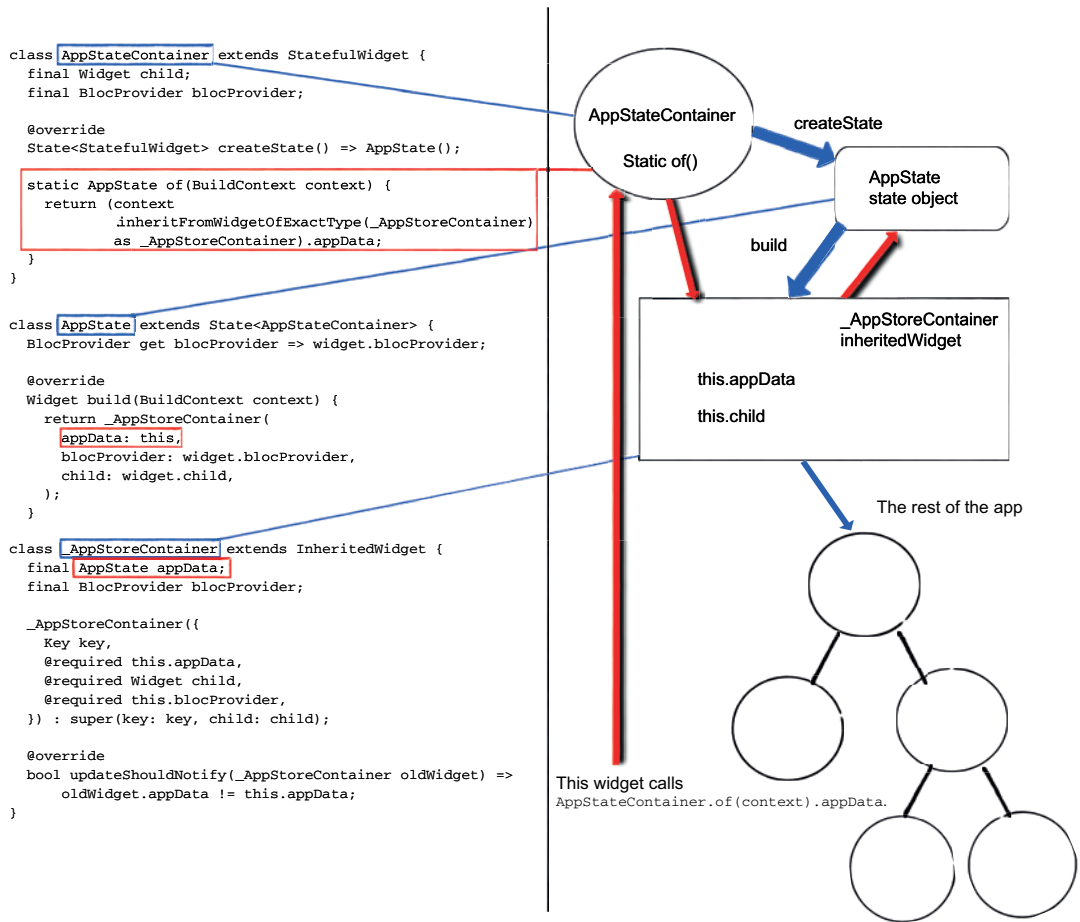 class AppStateContainer extends StatefulWidget {
final Widget child;
final BlocProvider blocProvider;
@override
State<StatefulWidget> createState() => AppState();
static AppState of(BuildContext context) {
return (context
.inheritFromWidgetOfExactType(_AppStoreContainer)
as _AppStoreContainer).appData;
}
}
class AppState extends State<AppStateContainer> {
BlocProvider get blocProvider => widget.blocProvider;
@override
Widget build(BuildContext context) {
return _AppStoreContainer(
appData: this,
blocProvider: widget.blocProvider,
child: widget.child,
);
}
class _AppStoreContainer extends InheritedWidget {
final AppState appData;
final BlocProvider blocProvider;
_AppStoreContainer({
Key key,
@required this.appData,
@required Widget child,
@required this.blocProvider,
}) : super(key: key, child: child);
@override
bool updateShouldNotify(_AppStoreContainer oldWidget) =>
oldWidget.appData != this.appData;
}
AppStateContainer
Static of()
createState
AppState
state object
build
_AppStoreContainer
inheritedWidget
this.appData
this.child
The rest of the app
This widget calls
AppStateContainer.of(context).appData.